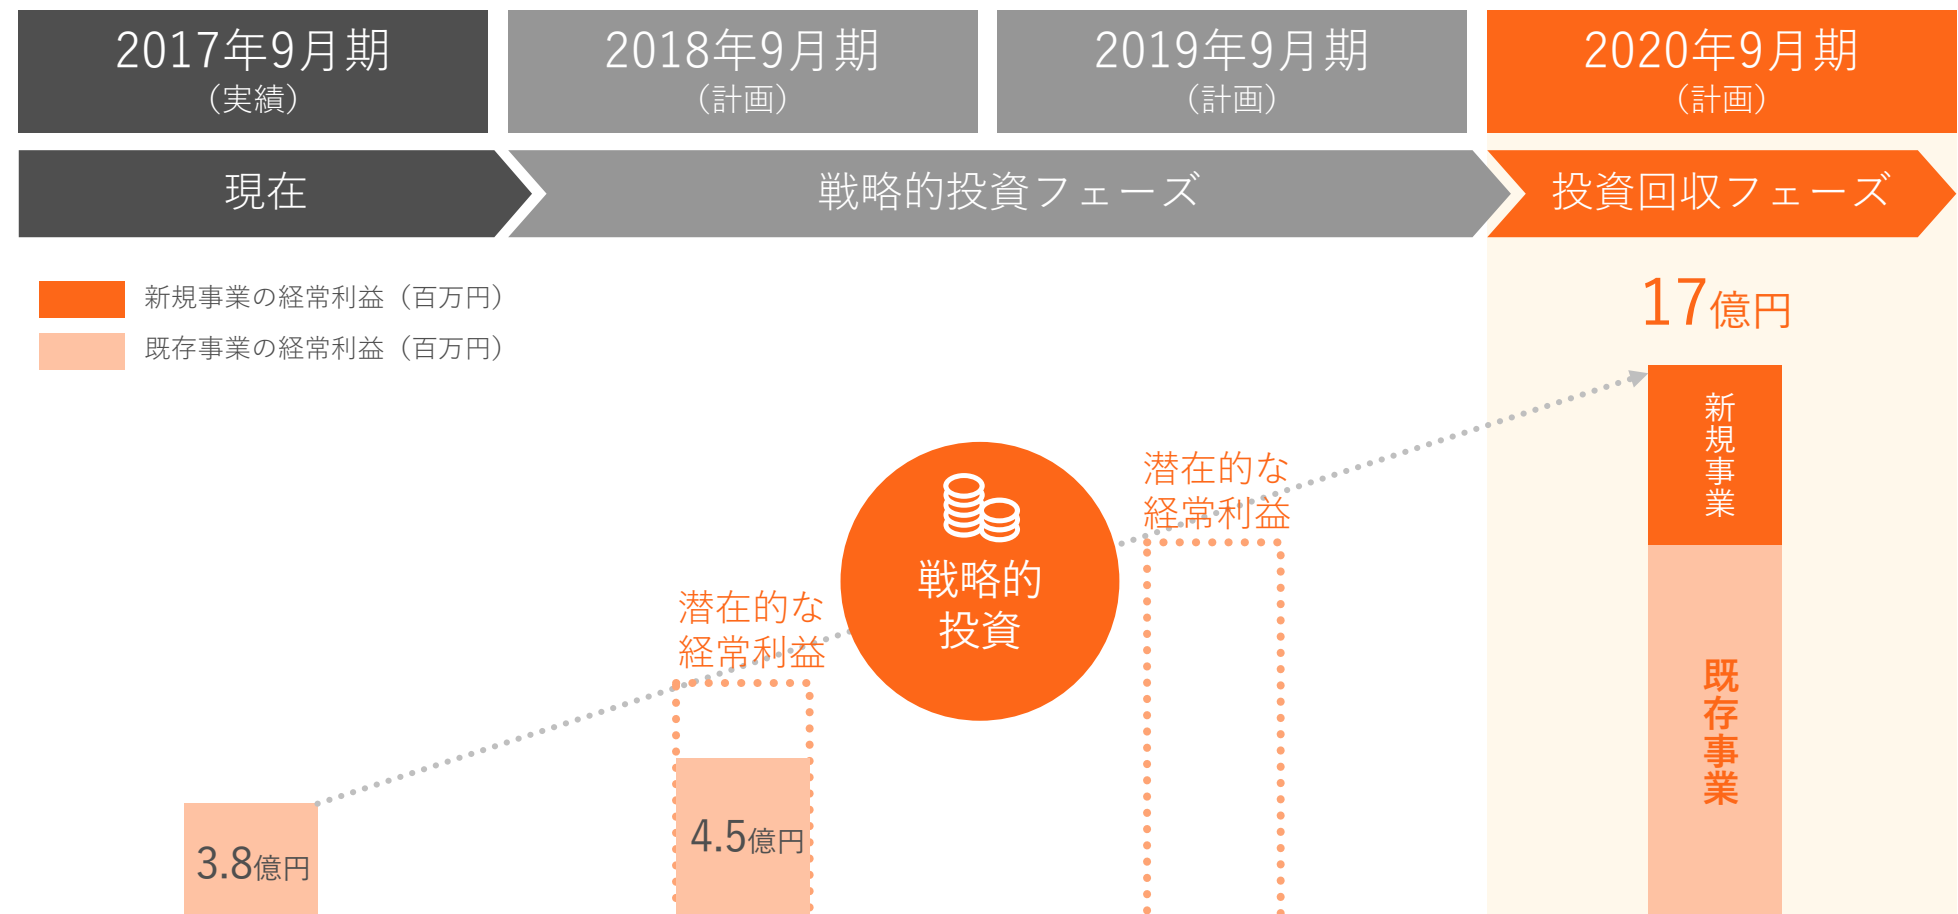 2017年9月期
（実績）
2018年9月期
（計画）
2019年9月期
（計画）
2020年9月期
（計画）
現在
戦略的投資フェーズ
投資回収フェーズ
新規事業の経常利益（百万円）
既存事業の経常利益（百万円）
17億円
新規事業
既存事業
潜在的な
経常利益
戦略的
投資
潜在的な
経常利益
4.5億円
3.8億円